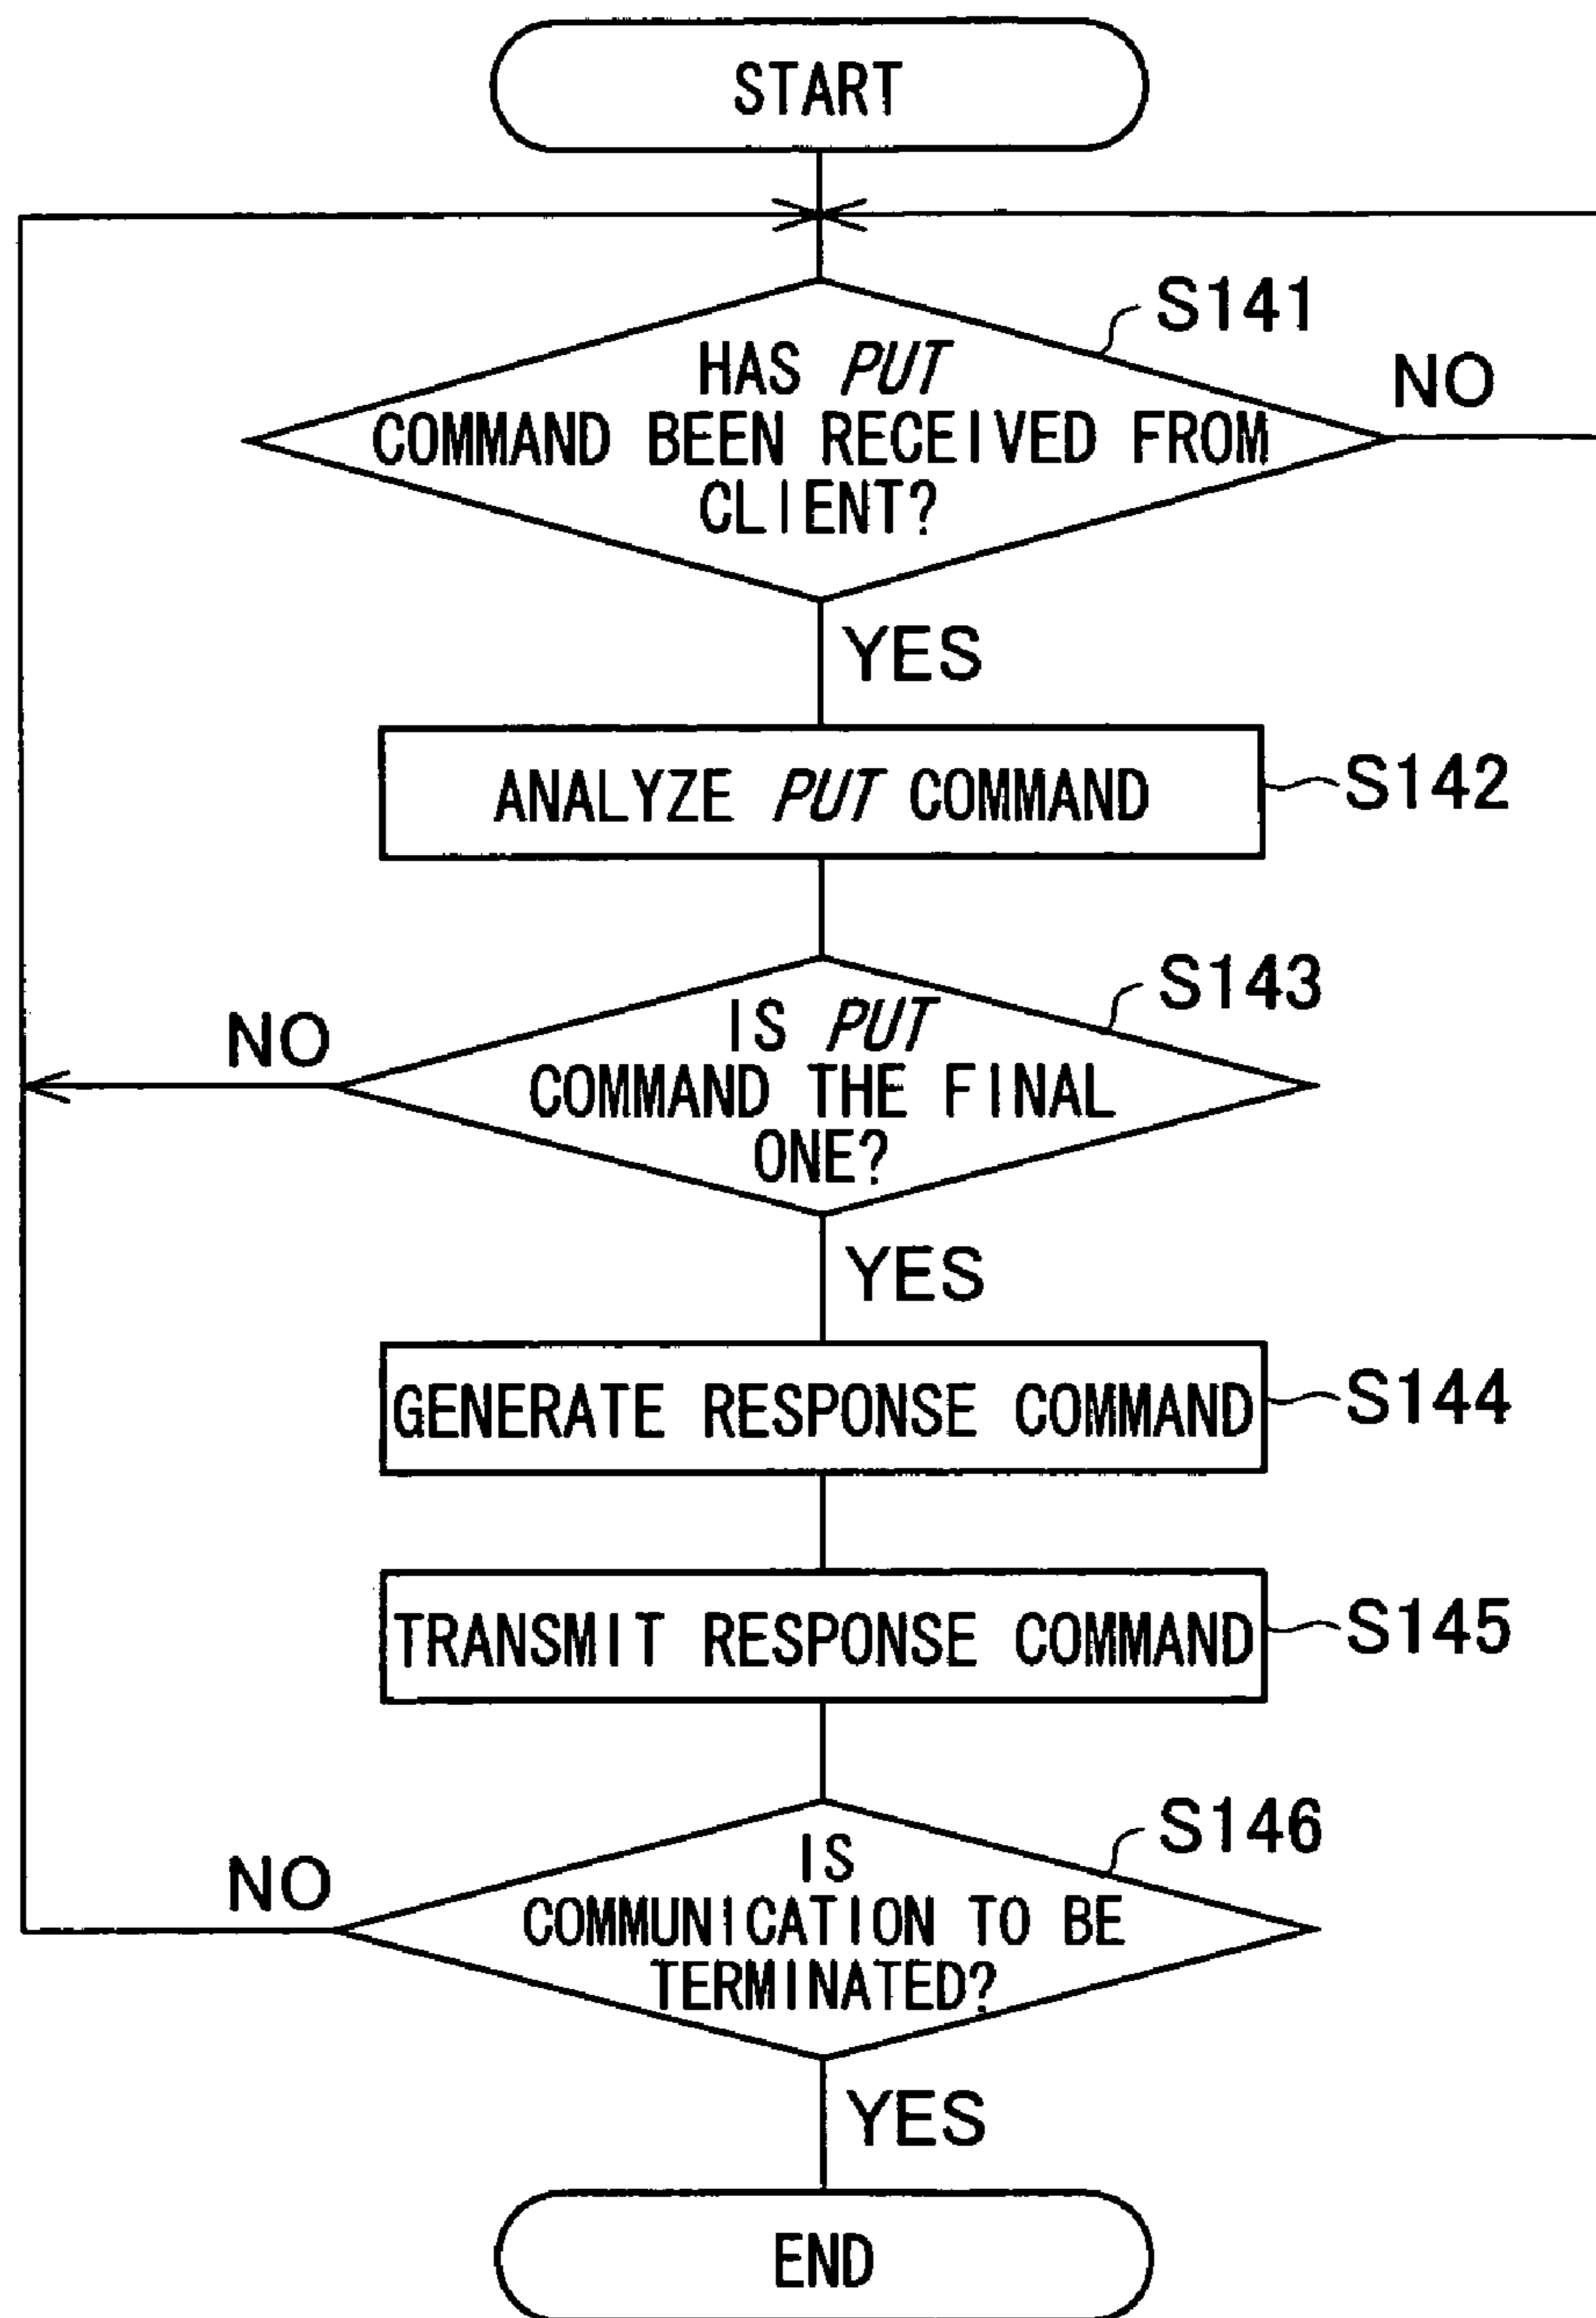 START
S141
HAS PUT
COMMAND BEEN RECEIVED FROM
CLIENT?
NO
YES
ANALYZE PUT COMMAND
S142
S143
IS PUT
COMMAND THE FINAL
ONE?
NO
YES
GENERATE RESPONSE COMMAND
S144
TRANSMIT RESPONSE COMMAND
S145
S146
IS
COMMUNICATION TO BE
TERMINATED?
NO
YES
END